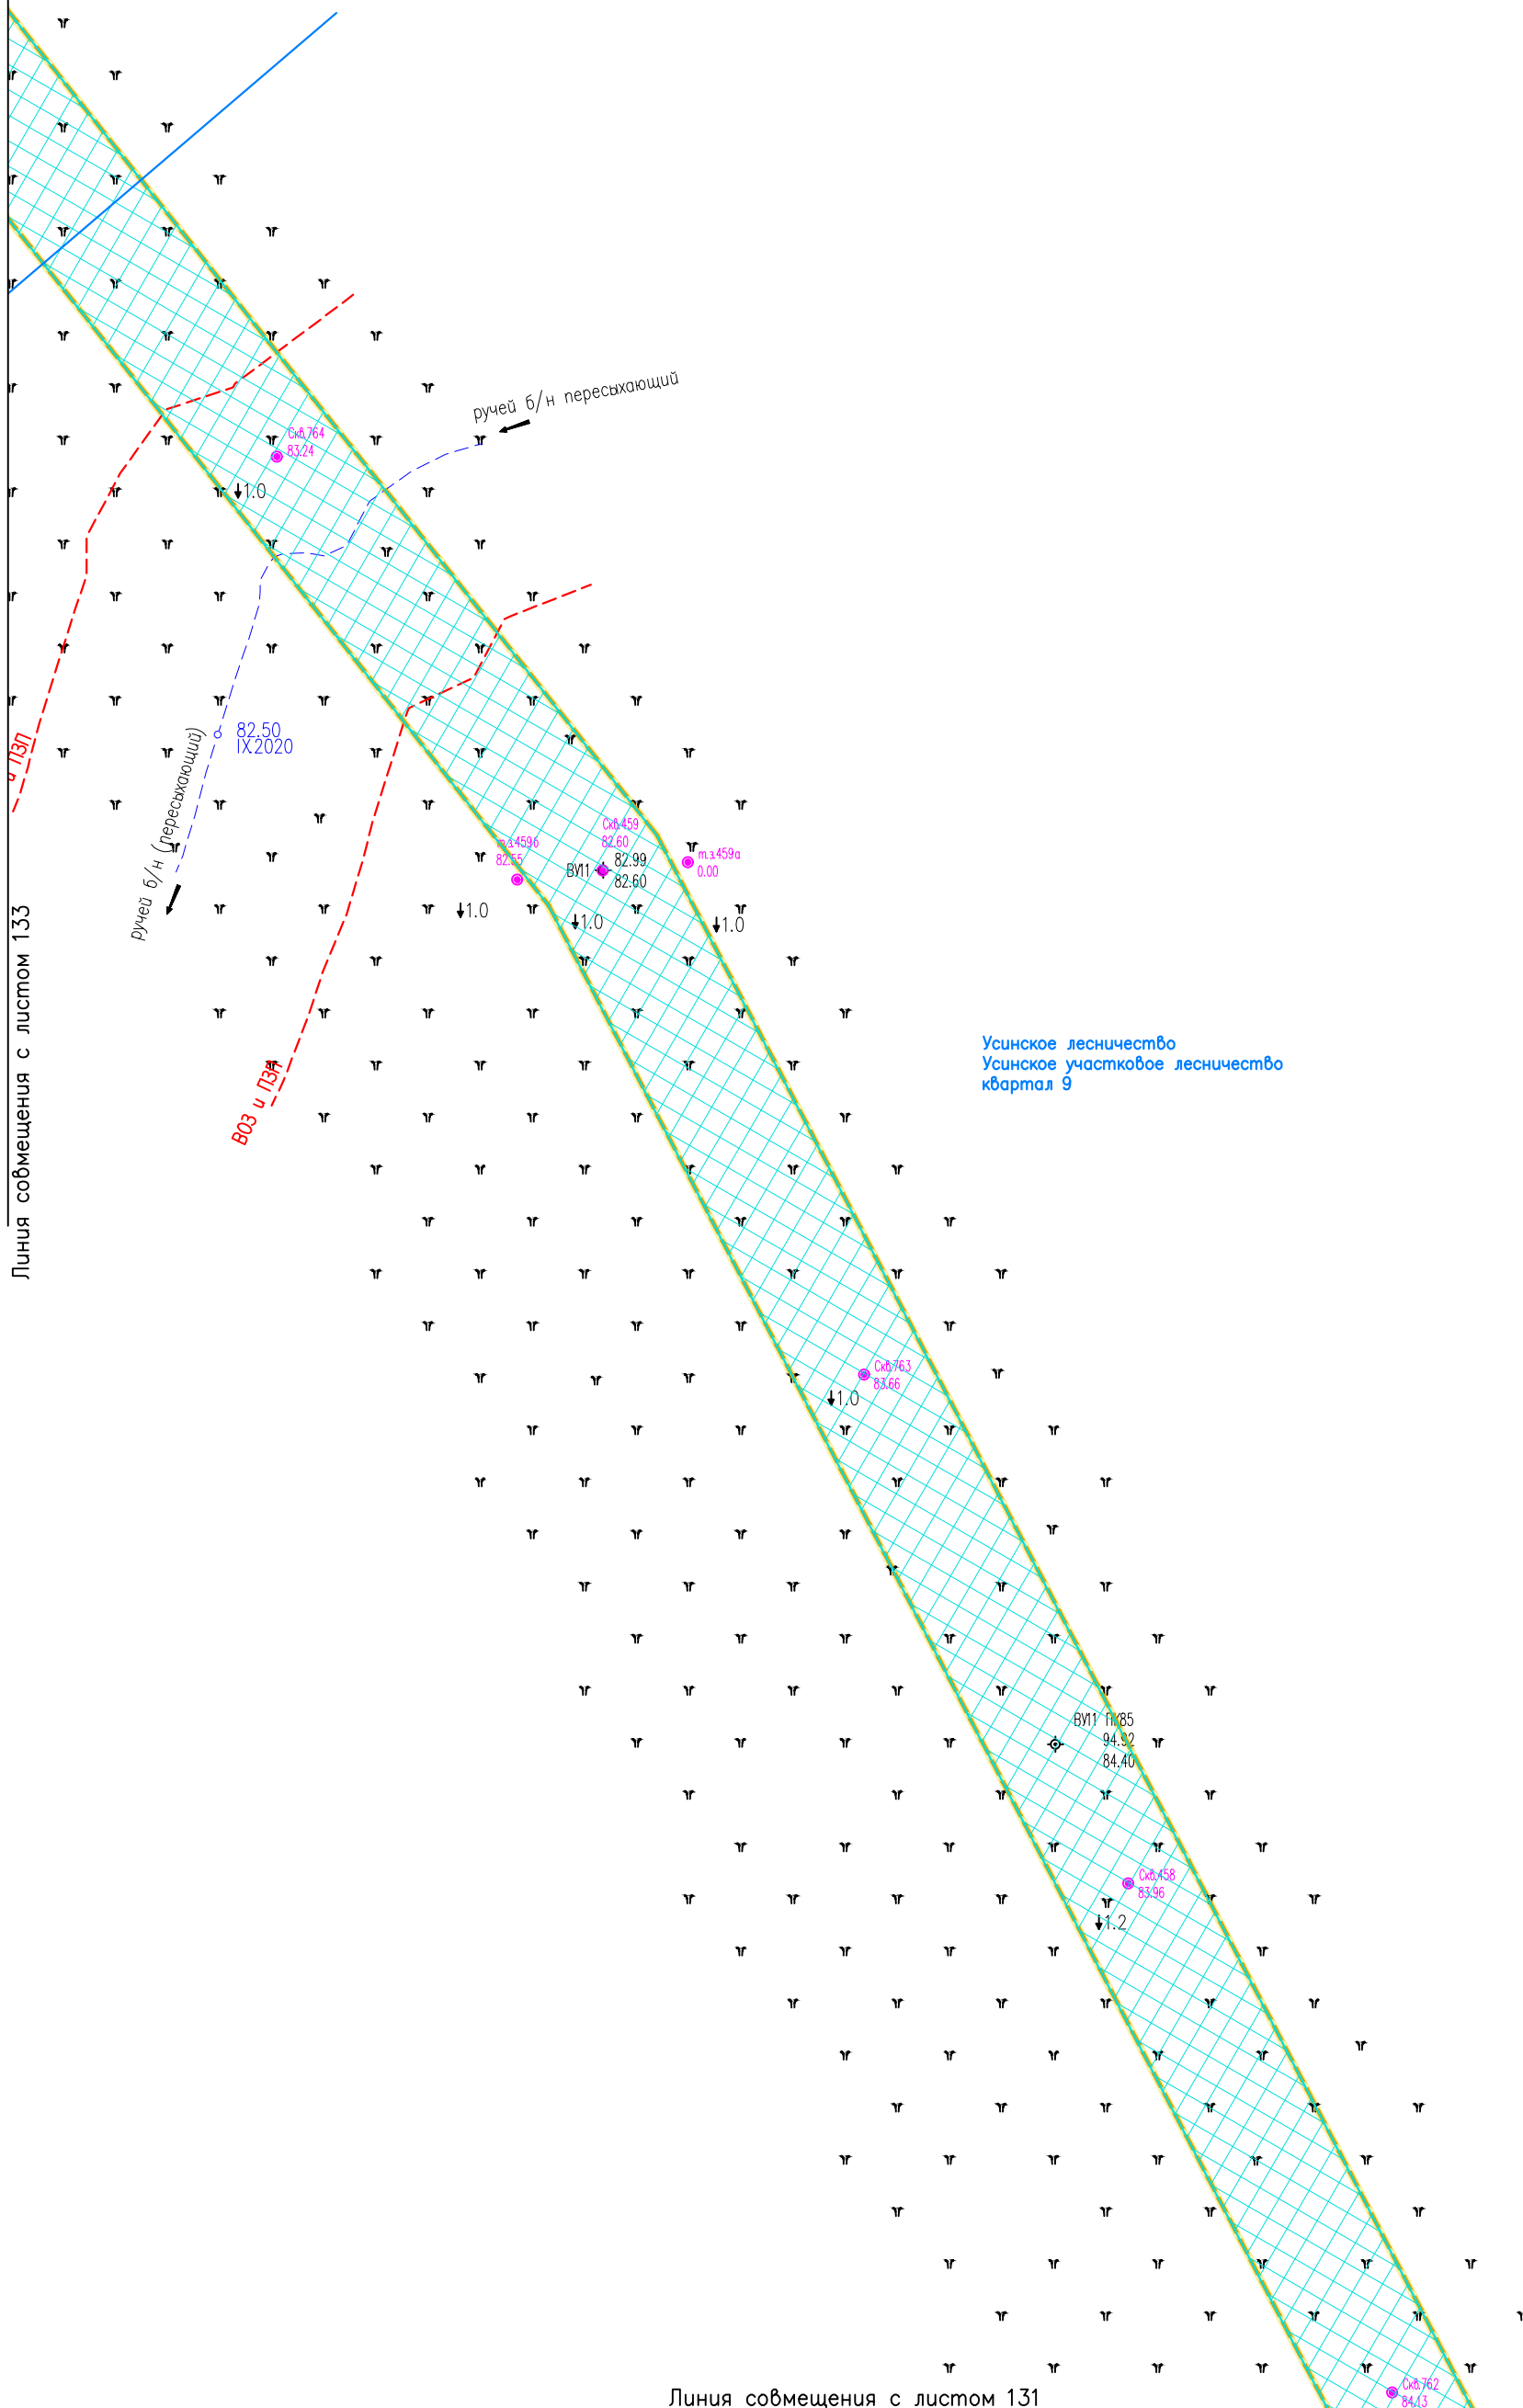 ручей б/н пересыхающий
Скв.764
83.24
1.0
82.50
IX.2020
и ПЗП
ручей б/н (пересыхающий)
т.з.459б
82.55
Скв.459
82.60
ВУ11
82.99
82.60
т.з.459а
0.00
1.0
1.0
1.0
Линия совмещения с листом 133
ВОЗ и ПЗП
Усинское лесничество
Усинское участковое лесничество
квартал 9
Скв.763
83.66
1.0
ВУ11 ПК85
94.92
84.40
Скв.458
83.96
1.2
Скв.762
84.13
Линия совмещения с листом 131